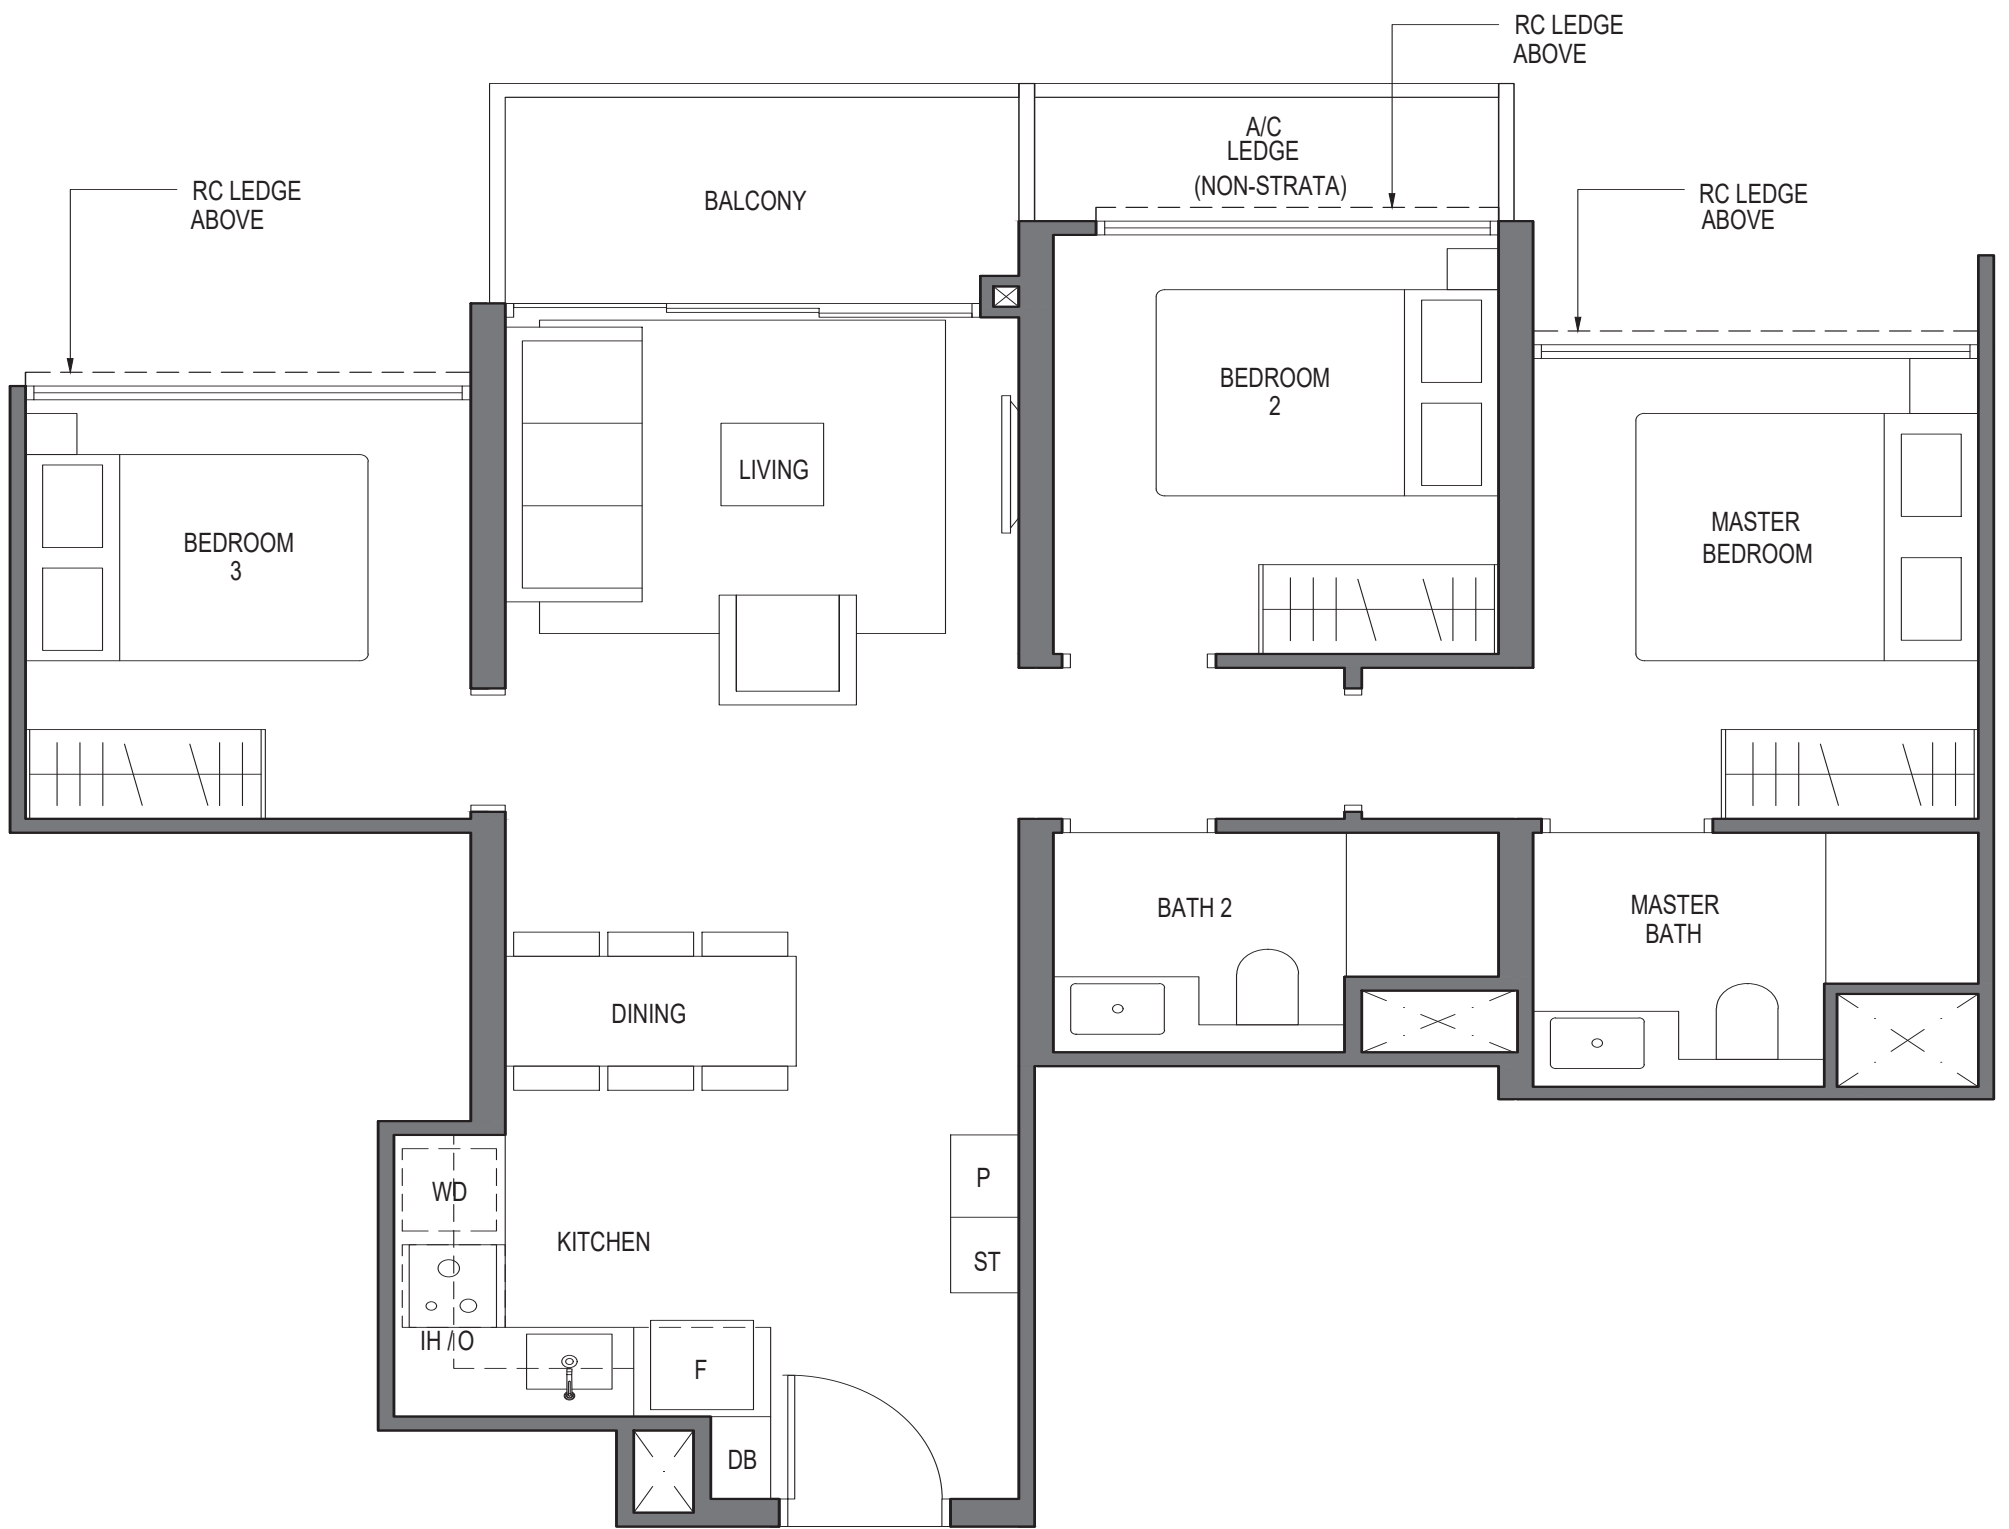 RC LEDGE
ABOVE
A/C
LEDGE
(NON-STRATA)
BALCONY
RC LEDGE
ABOVE
RC LEDGE
ABOVE
BEDROOM
2
LIVING
BEDROOM
3
MASTER
BEDROOM
BATH 2
MASTER
BATH
DINING
WD
P
KITCHEN
ST
IH / O
F
DB